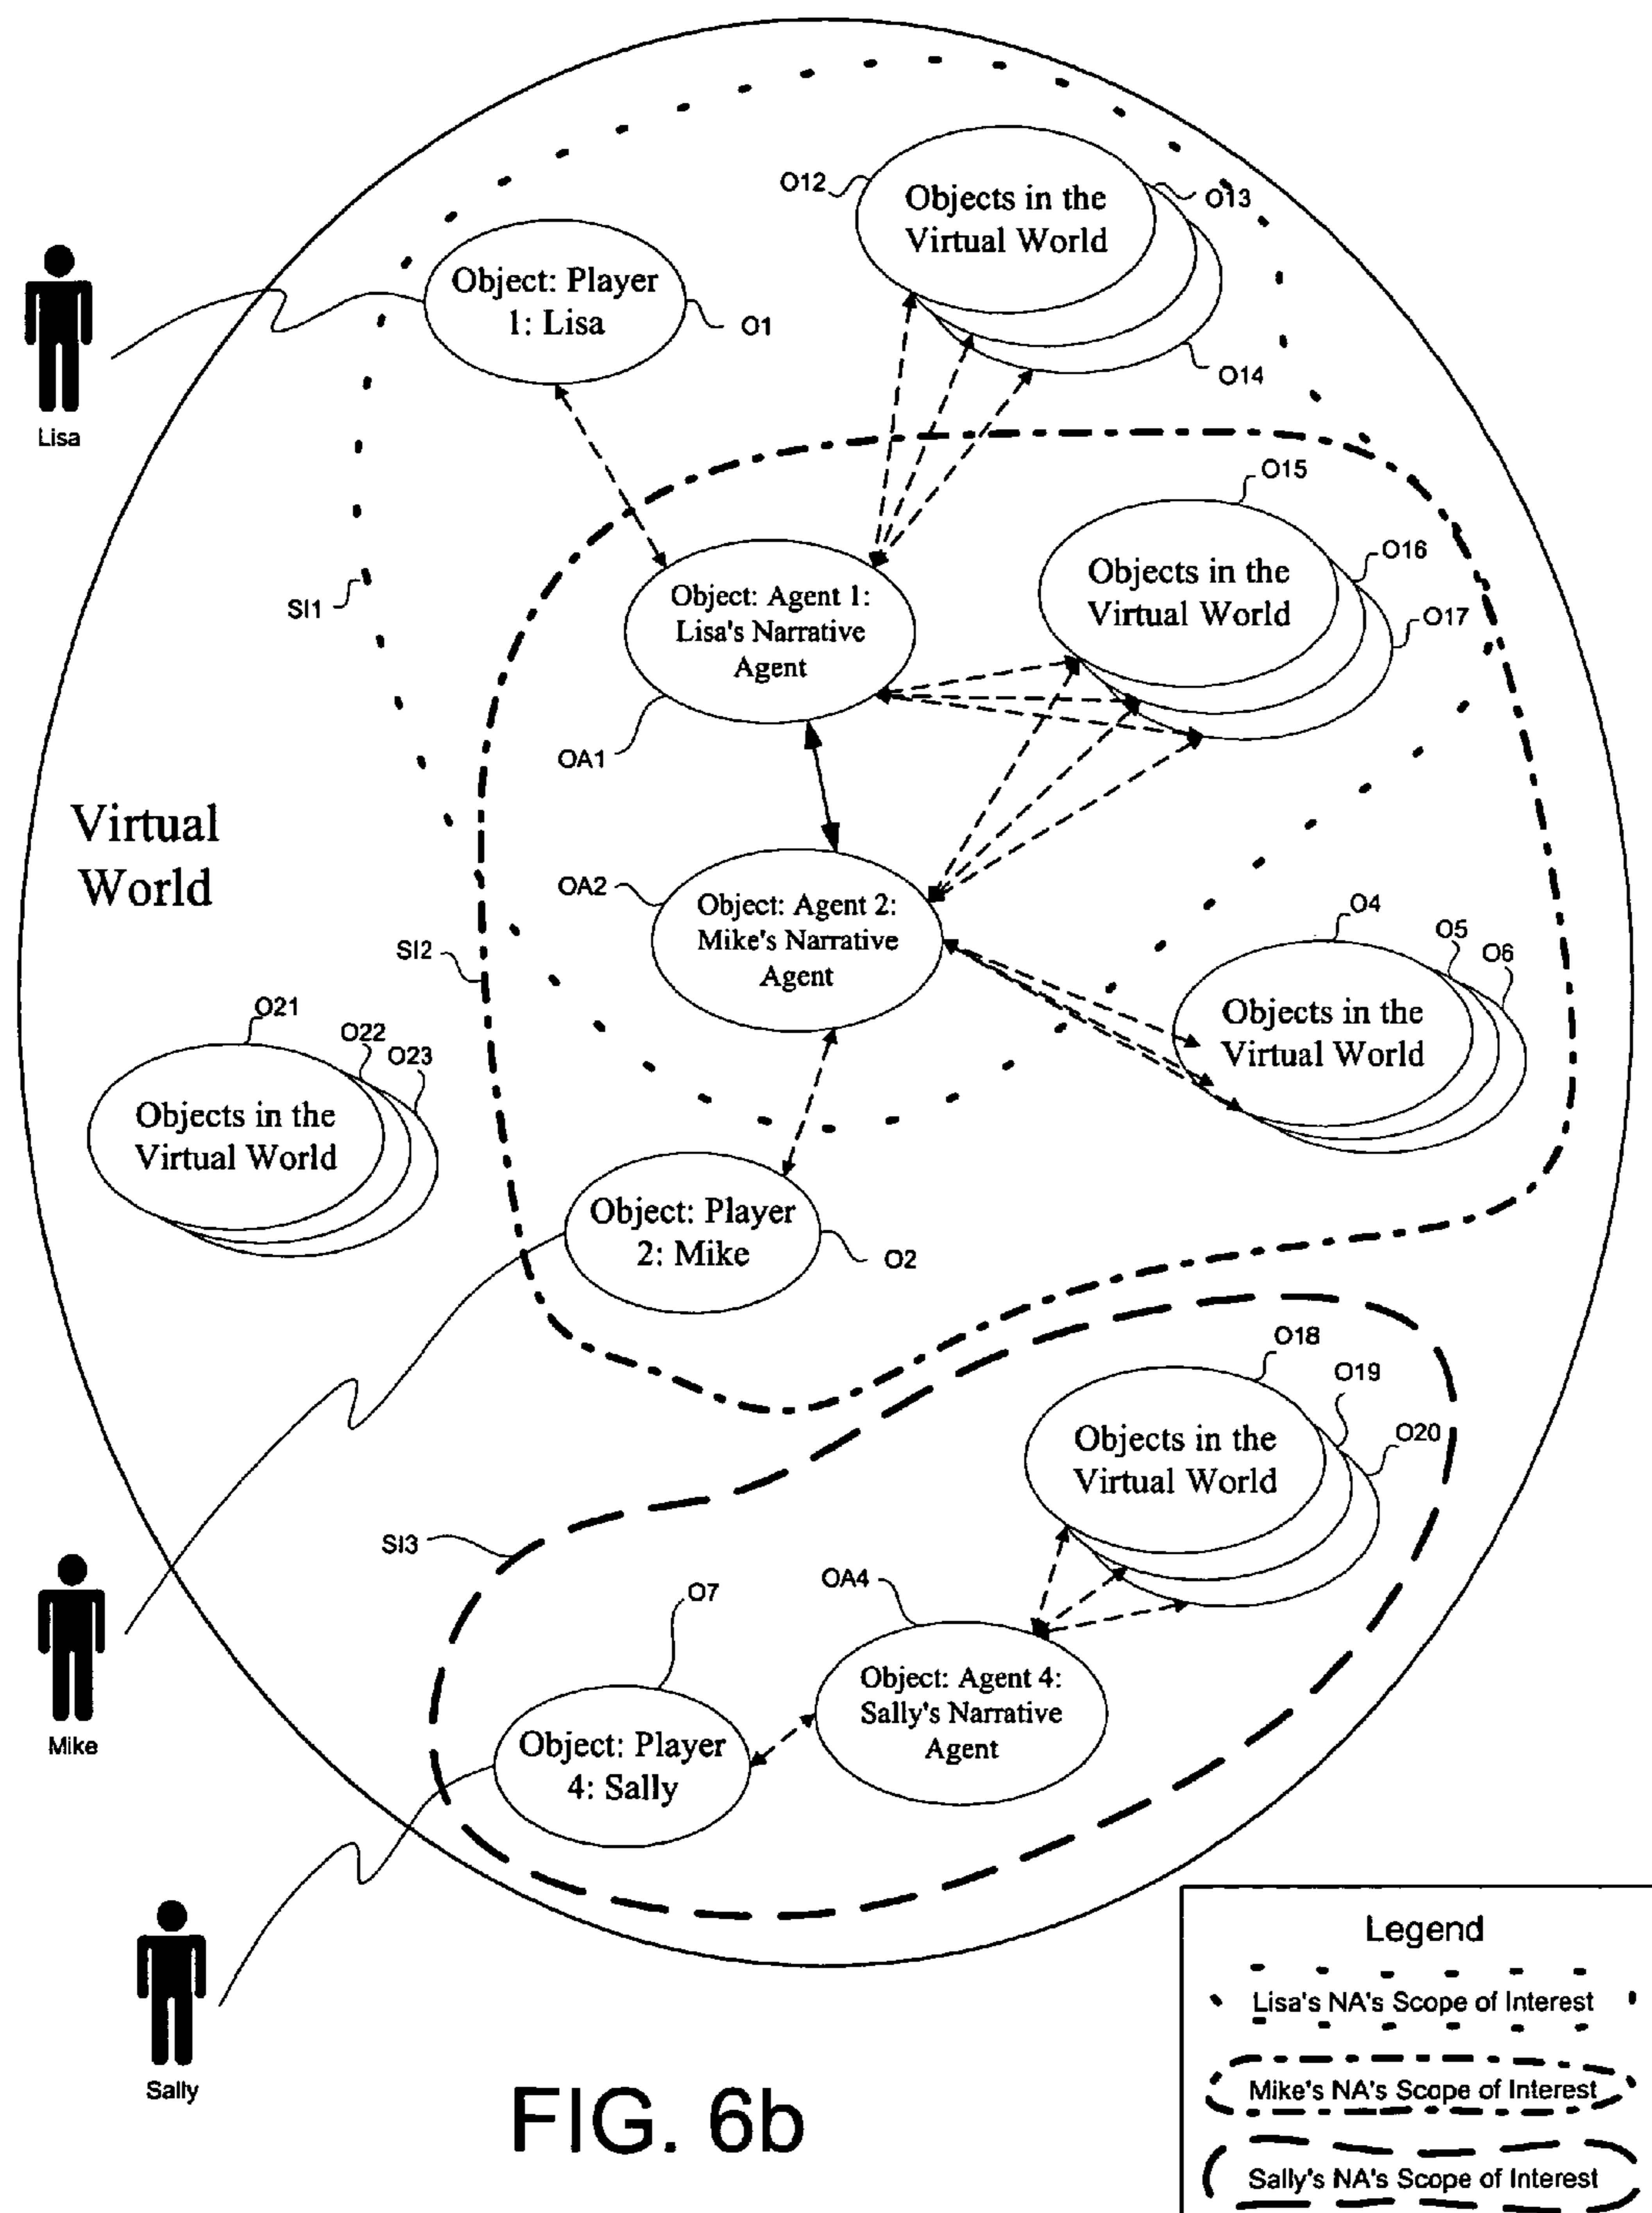 O12
Objects in the
Virtual World
O13
O14
Object: Player
1: Lisa
O1
Lisa
O15
Objects in the
Virtual World
O16
O17
SI1
Object: Agent 1:
Lisa's Narrative
Agent
OA1
Virtual
World
OA2
Object: Agent 2:
Mike's Narrative
Agent
SI2
O4
O5
O6
Objects in the
Virtual World
O21
O22
O23
Objects in the
Virtual World
Object: Player
2: Mike
O2
O18
O19
O20
Objects in the
Virtual World
SI3
OA4
O7
Object: Agent 4:
Sally's Narrative
Agent
Object: Player
4: Sally
Mike
Sally
FIG. 6b
Legend
Lisa's NA's Scope of Interest
Mike's NA's Scope of Interest
Sally's NA's Scope of Interest